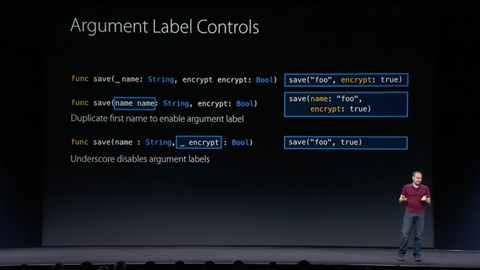 Argument Label Controls
func save(_ name: String, encrypt encrypt: Bool)
save("foo", encrypt: true)
func save(name name: String, encrypt: Bool)
save(name: "foo",
encrypt: true)
Duplicate first name to enable argument label
func save(name : String, _ encrypt : Bool)
save("foo", true)
Underscore disables argument labels